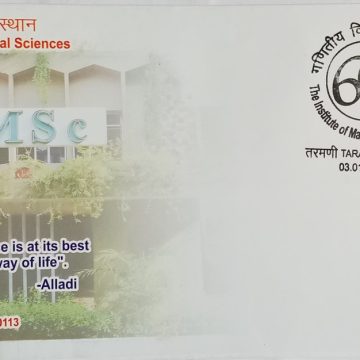 स्थान
al Sciences
MSc
e is at its best
way of life".
-Alladi
0113
गणितीय वि
6
The Institute of Ma
तरमणी TARA
03.01